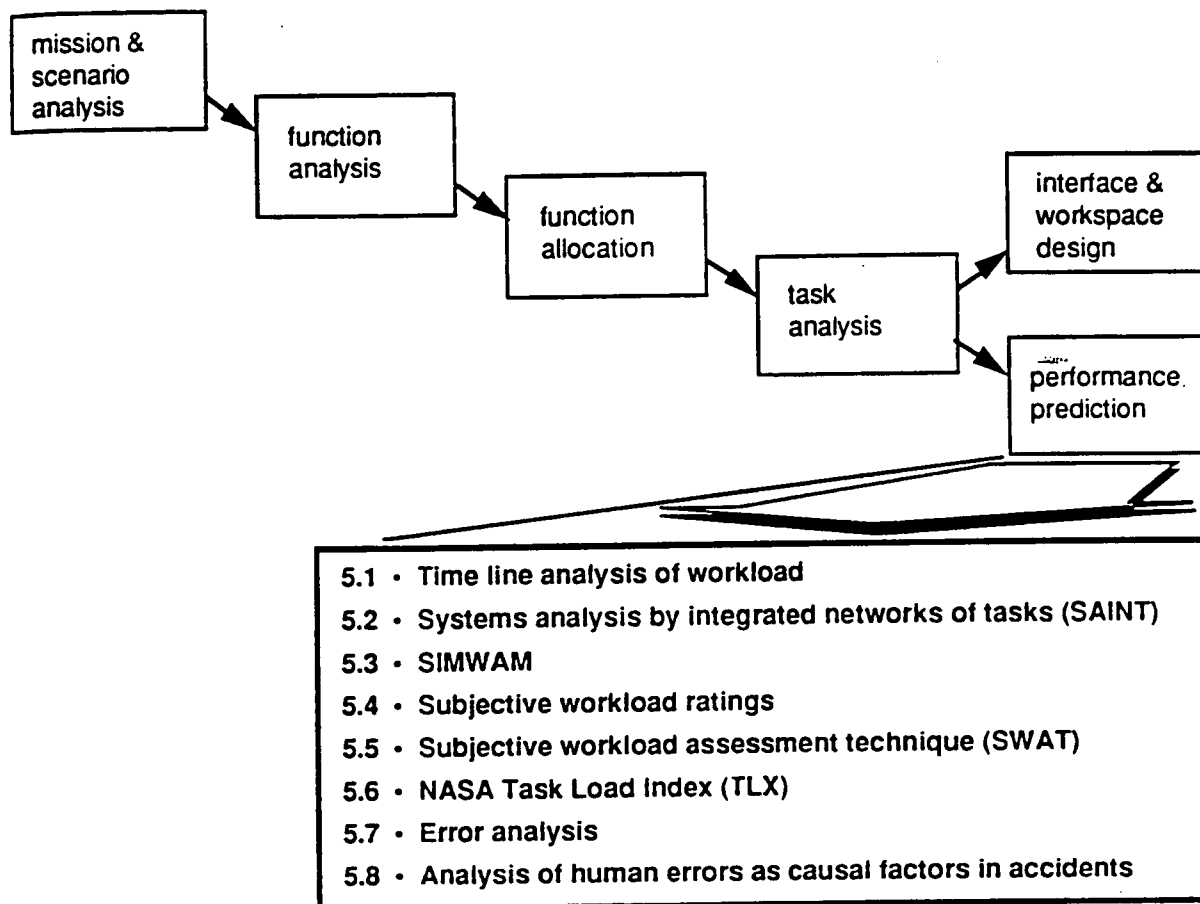 mission &
scenario
analysis
function
analysis
function
allocation
task
analysis
interface &
workspace
design
performance
prediction
5.1 • Time line analysis of workload
5.2 • Systems analysis by integrated networks of tasks (SAINT)
5.3 • SIMWAM
5.4 • Subjective workload ratings
5.5 • Subjective workload assessment technique (SWAT)
5.6 • NASA Task Load Index (TLX)
5.7 • Error analysis
5.8 • Analysis of human errors as causal factors in accidents